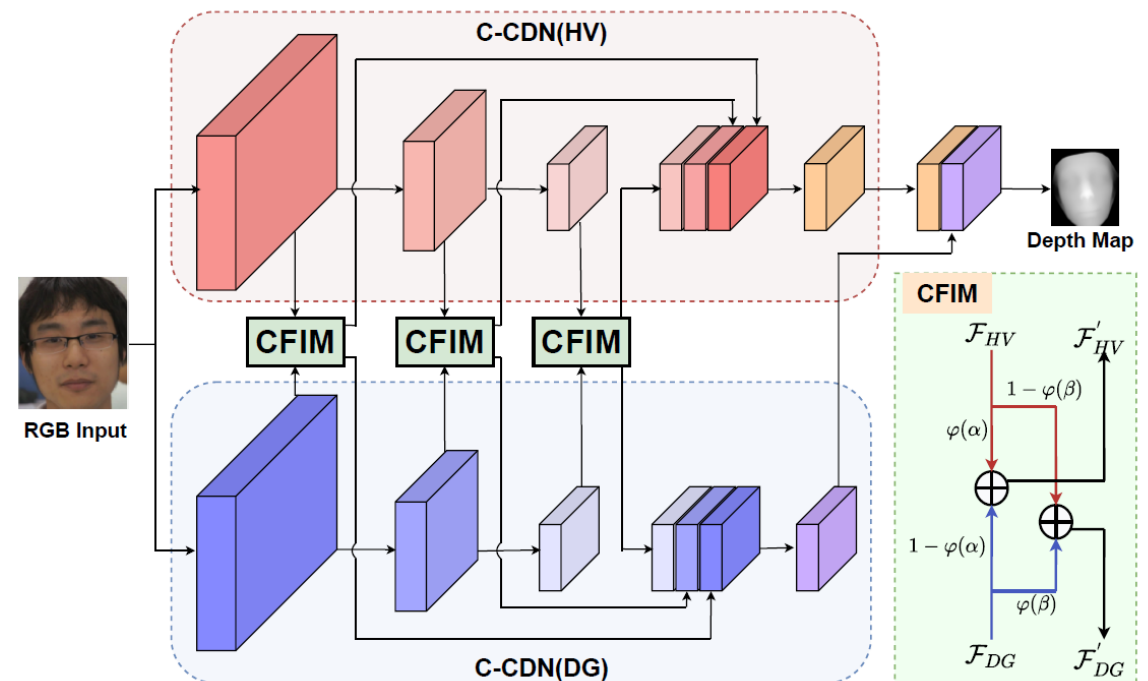 C-CDN(HV)
Depth Map
CFIM
CFIM
CFIM
RGB Input
C-CDN(DG)
CFIM
𝓕_HV
𝓕'_HV
1 − φ(β)
φ(α)
1 − φ(α)
φ(β)
𝓕_DG
𝓕'_DG